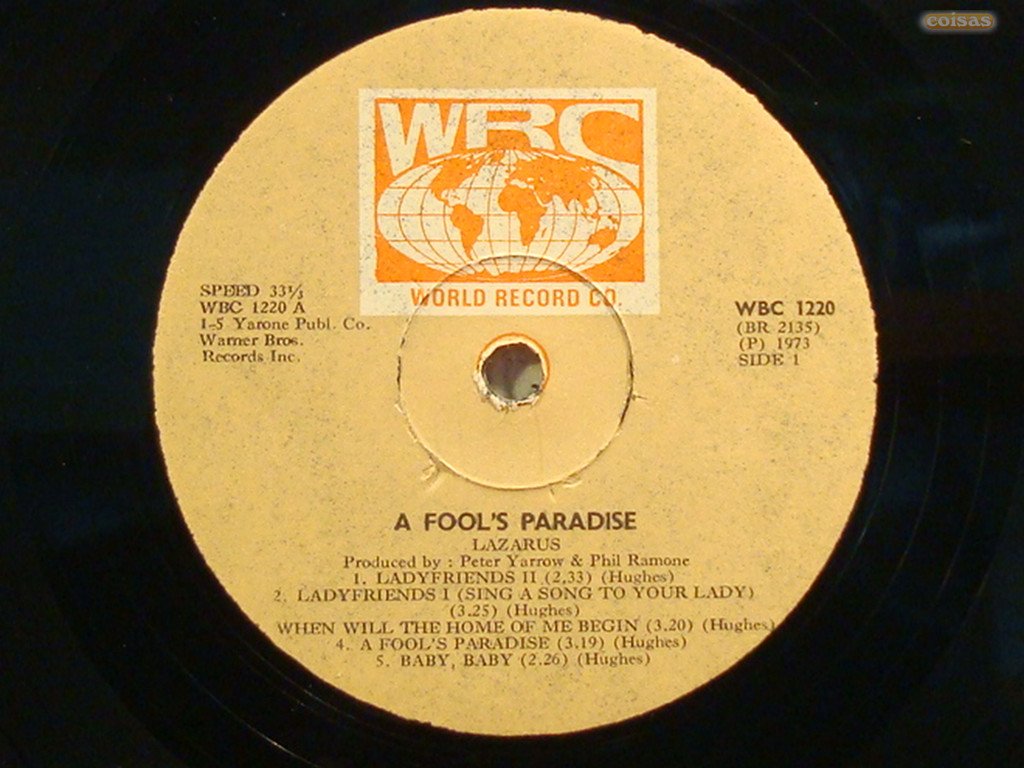 coisas
WRC
WORLD RECORD CO.
SPEED 33⅓
WBC 1220 A
1-5 Yarone Publ. Co.
Warner Bros.
Records Inc.
WBC 1220
(BR 2135)
(P) 1973
SIDE 1
A FOOL'S PARADISE
LAZARUS
Produced by : Peter Yarrow & Phil Ramone
1. LADYFRIENDS II (2,33) (Hughes)
2. LADYFRIENDS I (SING A SONG TO YOUR LADY)
(3.25) (Hughes)
WHEN WILL THE HOME OF ME BEGIN (3.20) (Hughes)
4. A FOOL'S PARADISE (3.19) (Hughes)
5. BABY, BABY (2.26) (Hughes)